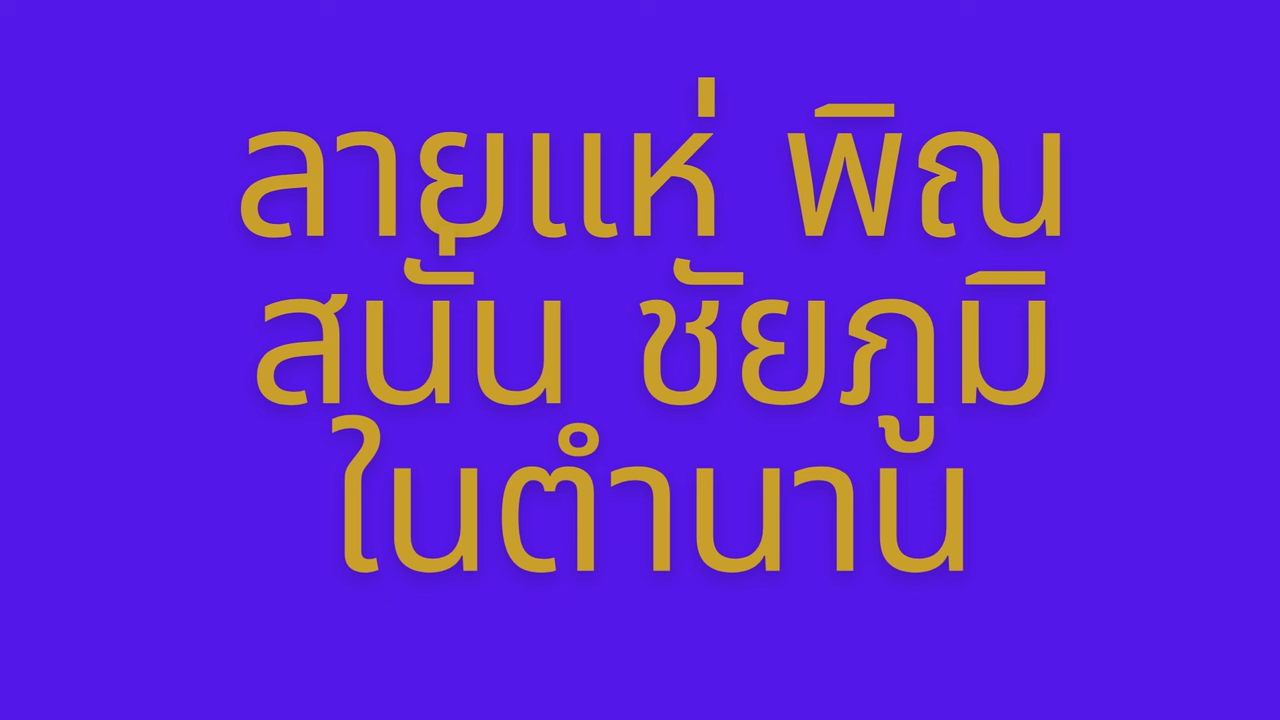 ลายแห่ พิณ
สนั่น ชัยภูมิ
ในตำนาน